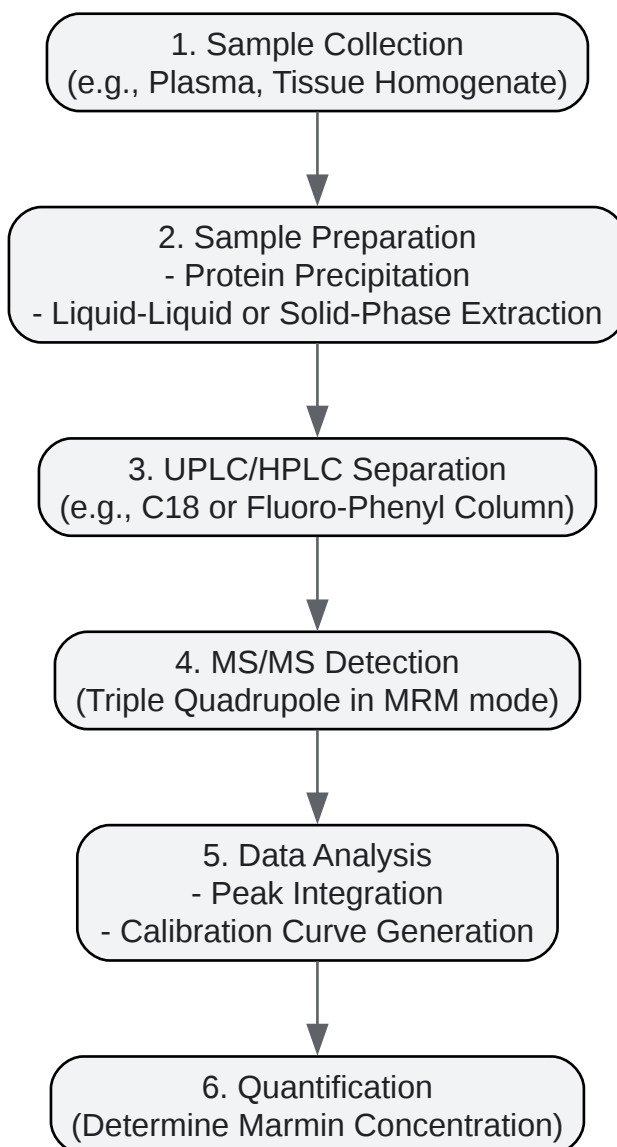 1. Sample Collection
(e.g., Plasma, Tissue Homogenate)
2. Sample Preparation
- Protein Precipitation
- Liquid-Liquid or Solid-Phase Extraction
3. UPLC/HPLC Separation
(e.g., C18 or Fluoro-Phenyl Column)
4. MS/MS Detection
(Triple Quadrupole in MRM mode)
5. Data Analysis
- Peak Integration
- Calibration Curve Generation
6. Quantification
(Determine Marmin Concentration)